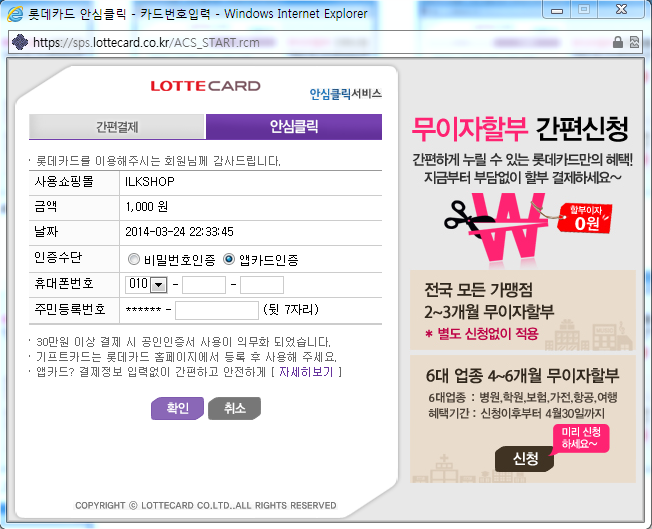 롯데카드 안심클릭 - 카드번호입력 - Windows Internet Explorer
https://sps.lottecard.co.kr/ACS_START.rcm
LOTTECARD
안심클릭서비스
간편결제
안심클릭
롯데카드를 이용해주시는 회원님께 감사드립니다.
사용쇼핑몰 ILKSHOP
금액 1,000 원
날짜 2014-03-24 22:33:45
인증수단 비밀번호인증 앱카드인증
휴대폰번호 010 - -
주민등록번호 ****** - (뒷 7자리)
30만원 이상 결제 시 공인인증서 사용이 의무화 되었습니다.
기프트카드는 롯데카드 홈페이지에서 등록 후 사용해 주세요.
앱카드? 결제정보 입력없이 간편하고 안전하게 [ 자세히보기 ]
확인 취소
COPYRIGHT ⓒ LOTTECARD CO.LTD..ALL RIGHTS RESERVED
무이자할부 간편신청
간편하게 누릴 수 있는 롯데카드만의 혜택!
지금부터 부담없이 할부 결제하세요~
₩
할부이자
0원
전국 모든 가맹점
2~3개월 무이자할부
* 별도 신청없이 적용
6대 업종 4~6개월 무이자할부
6대업종 : 병원,학원,보험,가전,항공,여행
혜택기간 : 신청이후부터 4월30일까지
미리 신청
하세요~
신청